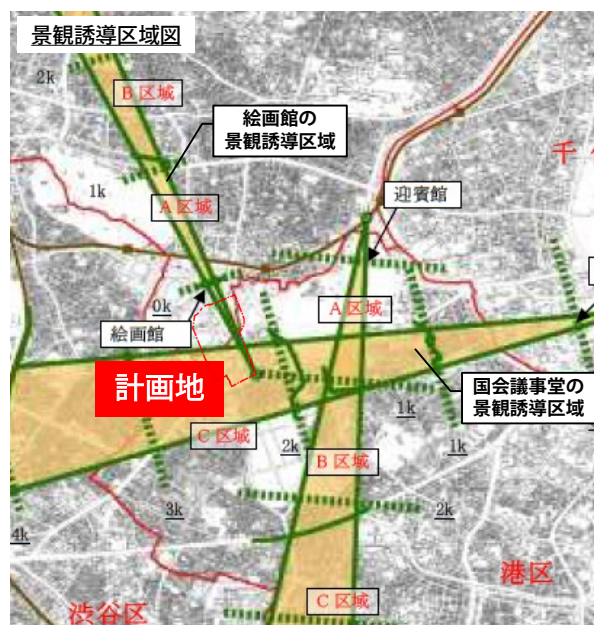 景観誘導区域図
2k
B 区域
絵画館の
景観誘導区域
千
1k
A 区域
迎賓館
0k
A 区域
絵画館
計画地
国会議事堂の
景観誘導区域
1k
C 区域
2k
1k
B 区域
3k
2k
4k
港区
C 区域
渋谷区